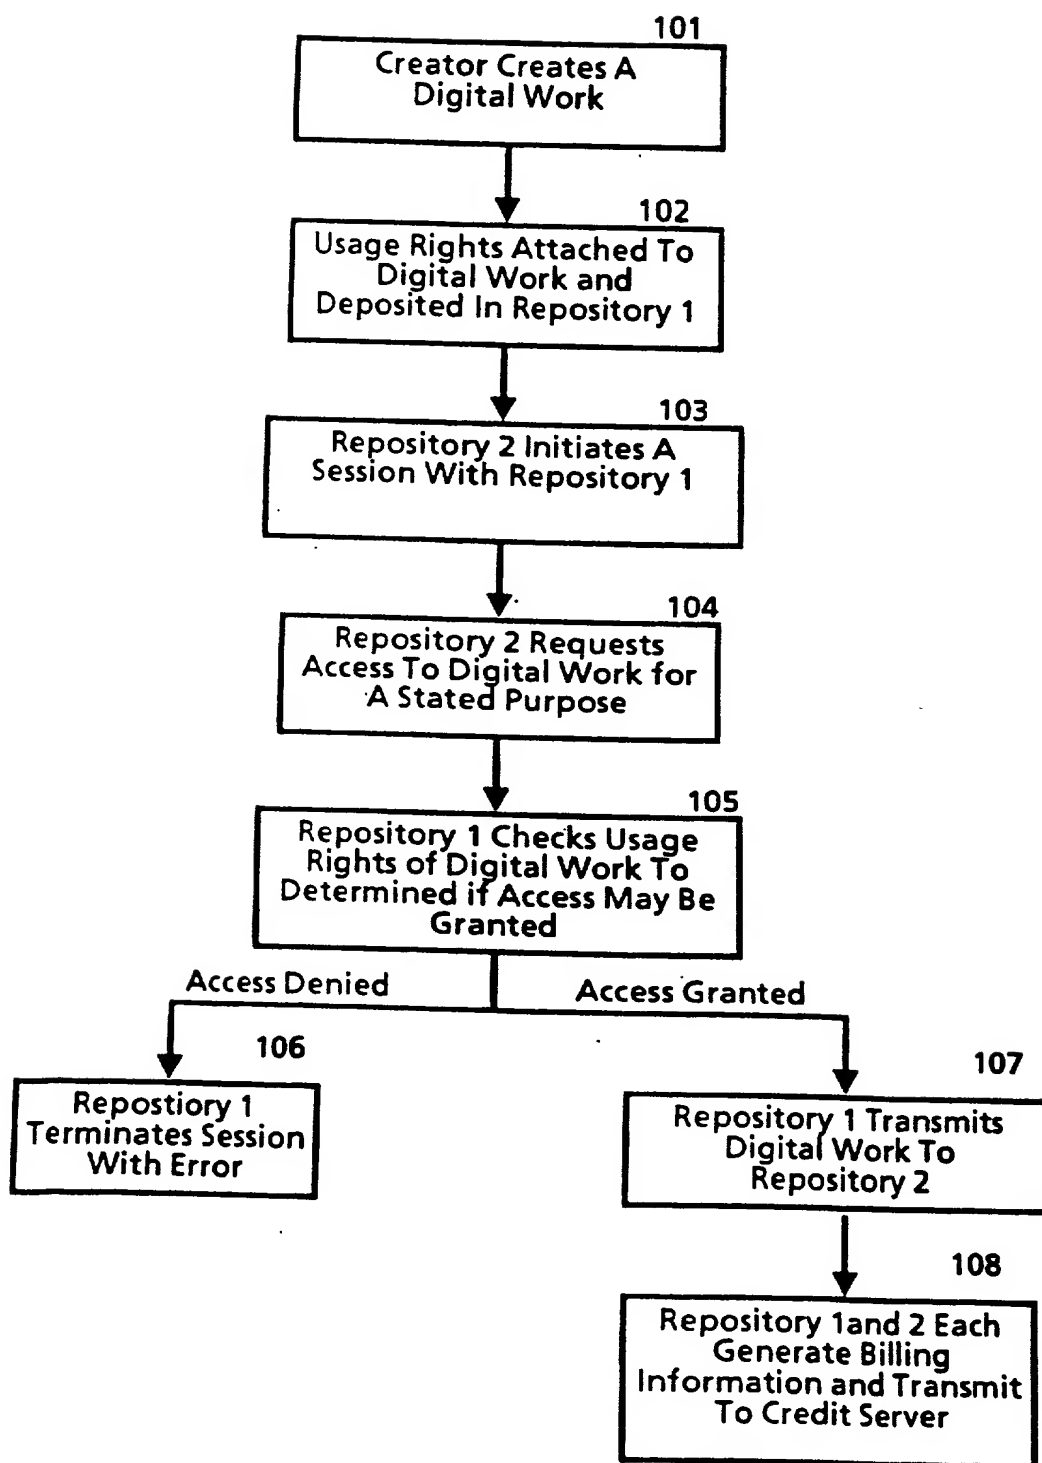 101
Creator Creates A
Digital Work
102
Usage Rights Attached To
Digital Work and
Deposited In Repository 1
103
Repository 2 Initiates A
Session With Repository 1
104
Repository 2 Requests
Access To Digital Work for
A Stated Purpose
105
Repository 1 Checks Usage
Rights of Digital Work To
Determined if Access May Be
Granted
Access Denied
Access Granted
106
Repostiory 1
Terminates Session
With Error
107
Repository 1 Transmits
Digital Work To
Repository 2
108
Repository 1and 2 Each
Generate Billing
Information and Transmit
To Credit Server